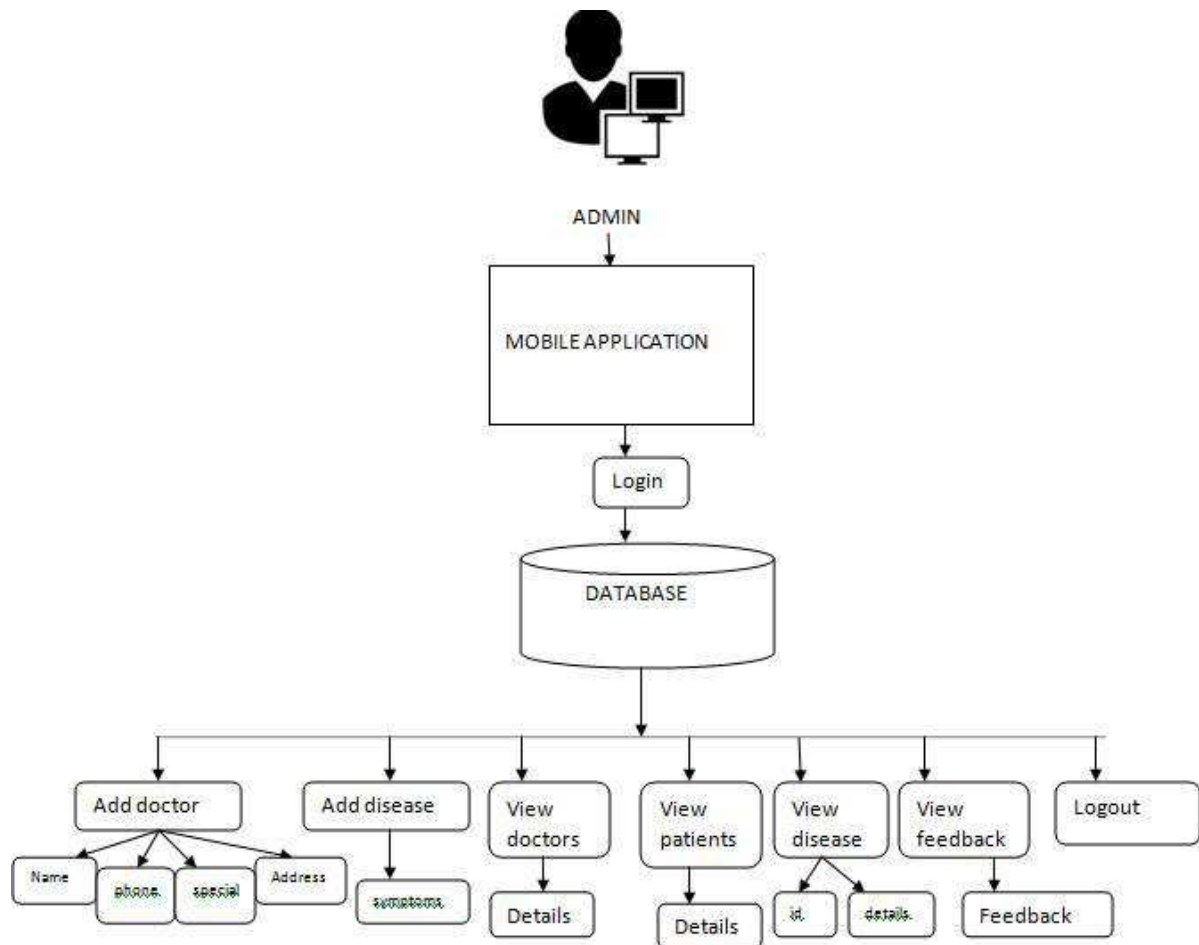 ADMIN
MOBILE APPLICATION
Login
DATABASE
Add doctor
Add disease
View
doctors
View
patients
View
disease
View
feedback
Logout
Name
phone
special
Address
symptoms
Details
Details
id
details
Feedback